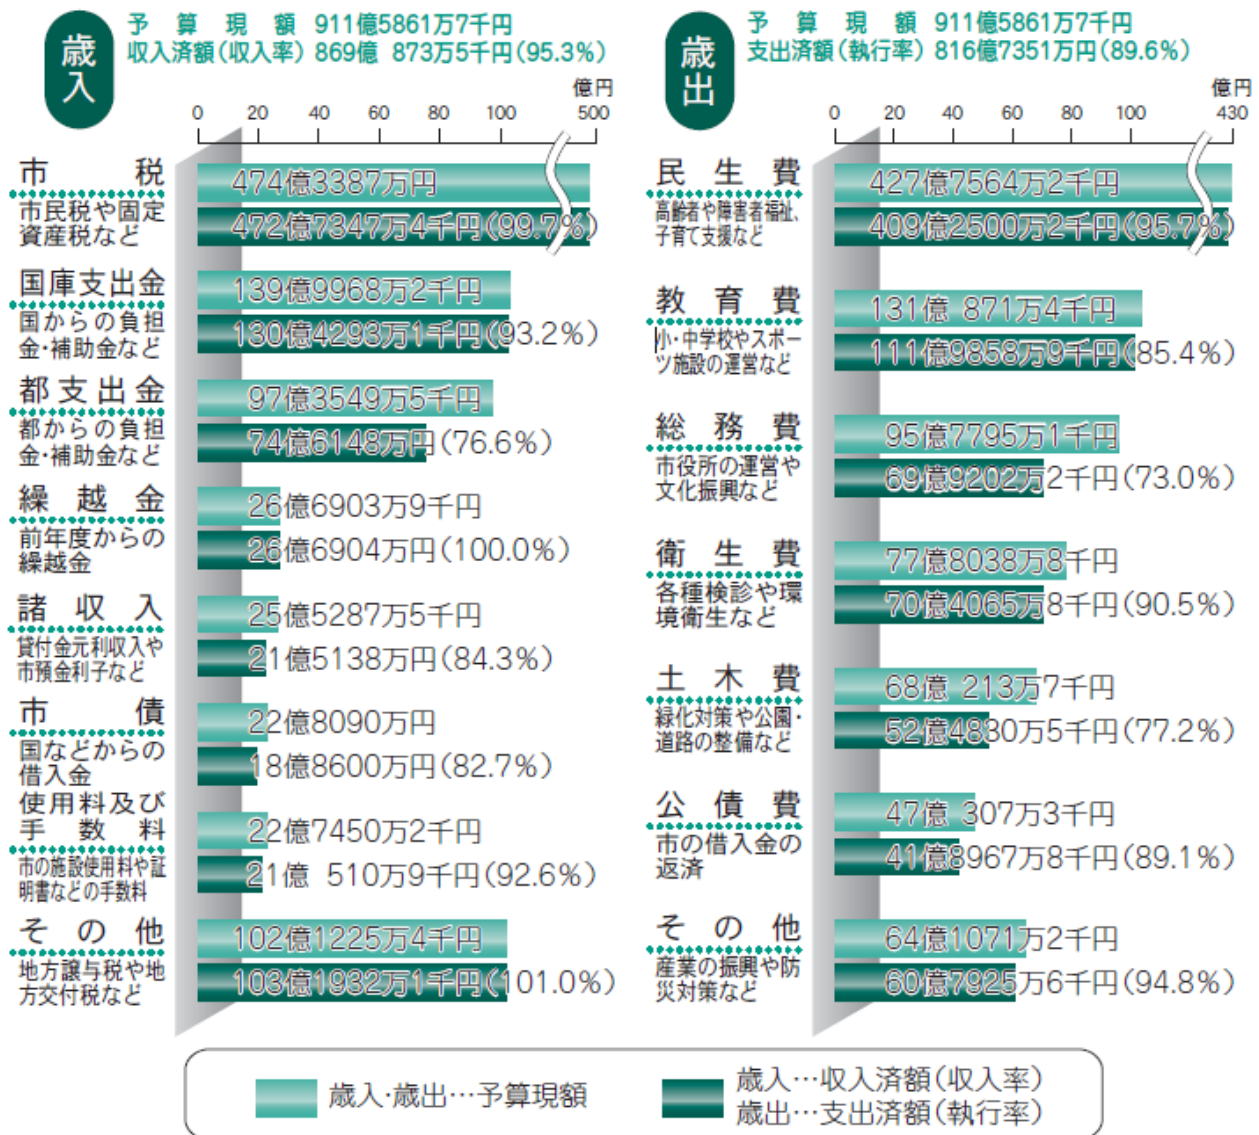 歳入
予算現額 911億5861万7千円
収入済額(収入率) 869億 873万5千円(95.3%)
億円
0 20 40 60 80 100 500
市税
市民税や固定
資産税など
474億3387万円
472億7347万4千円(99.7%)
国庫支出金
国からの負担
金・補助金など
139億9968万2千円
130億4293万1千円(93.2%)
都支出金
都からの負担
金・補助金など
97億3549万5千円
74億6148万円(76.6%)
繰越金
前年度からの
繰越金
26億6903万9千円
26億6904万円(100.0%)
諸収入
貸付金元利収入や
市預金利子など
25億5287万5千円
21億5138万円(84.3%)
市債
国などからの
借入金
22億8090万円
18億8600万円(82.7%)
使用料及び
手数料
市の施設使用料や証
明書などの手数料
22億7450万2千円
21億 510万9千円(92.6%)
その他
地方譲与税や地
方交付税など
102億1225万4千円
103億1932万1千円(101.0%)
歳出
予算現額 911億5861万7千円
支出済額(執行率) 816億7351万円(89.6%)
億円
0 20 40 60 80 100 430
民生費
高齢者や障害者福祉、
子育て支援など
427億7564万2千円
409億2500万2千円(95.7%)
教育費
小・中学校やスポー
ツ施設の運営など
131億 871万4千円
111億9858万9千円(85.4%)
総務費
市役所の運営や
文化振興など
95億7795万1千円
69億9202万2千円(73.0%)
衛生費
各種検診や環
境衛生など
77億8038万8千円
70億4065万8千円(90.5%)
土木費
緑化対策や公園・
道路の整備など
68億 213万7千円
52億4830万5千円(77.2%)
公債費
市の借入金の
返済
47億 307万3千円
41億8967万8千円(89.1%)
その他
産業の振興や防
災対策など
64億1071万2千円
60億7925万6千円(94.8%)
歳入・歳出…予算現額
歳入…収入済額(収入率)
歳出…支出済額(執行率)